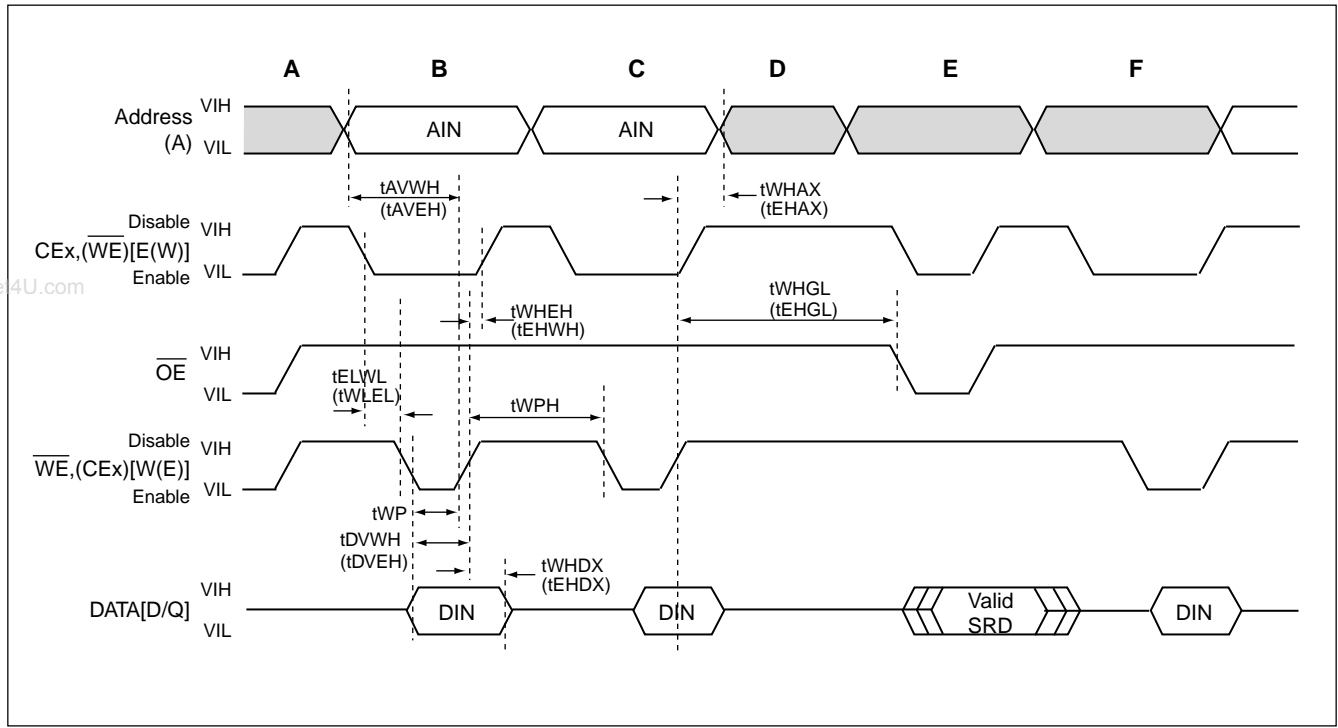 A B C D E F
Address
(A)
VIH
VIL
AIN AIN
tAVWH
(tAVEH)
tWHAX
(tEHAX)
Disable
CEx,(WE)[E(W)]
Enable
VIH
VIL
et4U.com
tWHGL
(tEHGL)
tWHEH
(tEHWH)
OE
VIH
VIL
tELWL
(tWLEL)
tWPH
Disable
WE,(CEx)[W(E)]
Enable
VIH
VIL
tWP
tDVWH
(tDVEH)
tWHDX
(tEHDX)
DATA[D/Q]
VIH
VIL
DIN DIN Valid SRD DIN